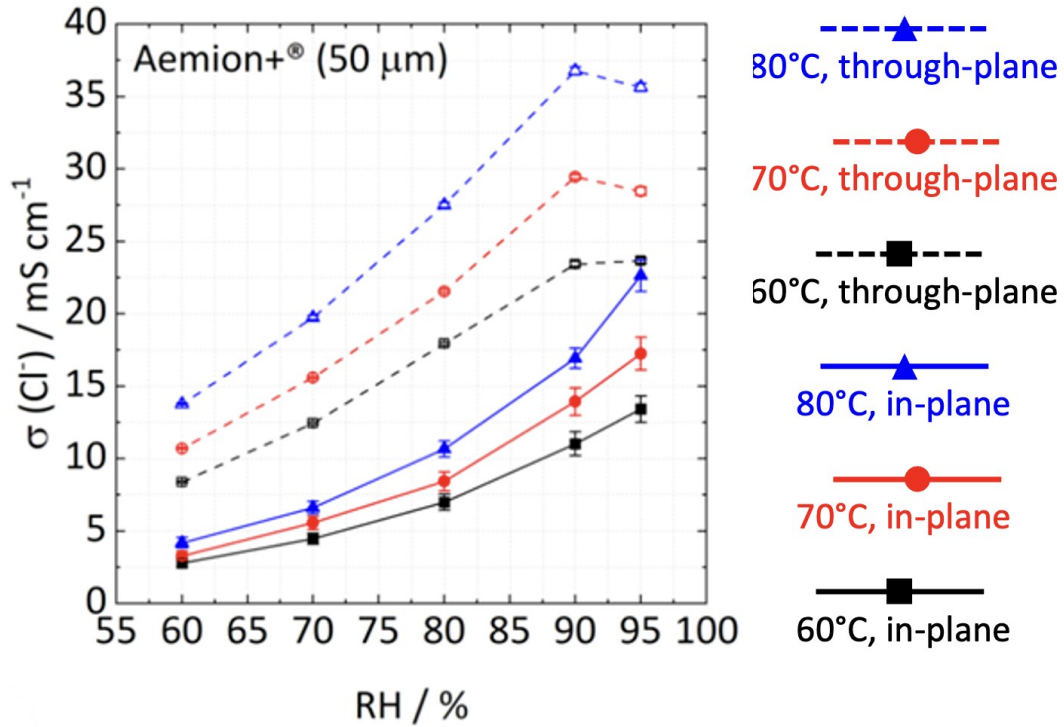 40
35
30
25
20
15
10
5
0
Aemion+® (50 μm)
σ (Cl⁻) / mS cm⁻¹
55 60 65 70 75 80 85 90 95 100
RH / %
80°C, through-plane
70°C, through-plane
60°C, through-plane
80°C, in-plane
70°C, in-plane
60°C, in-plane